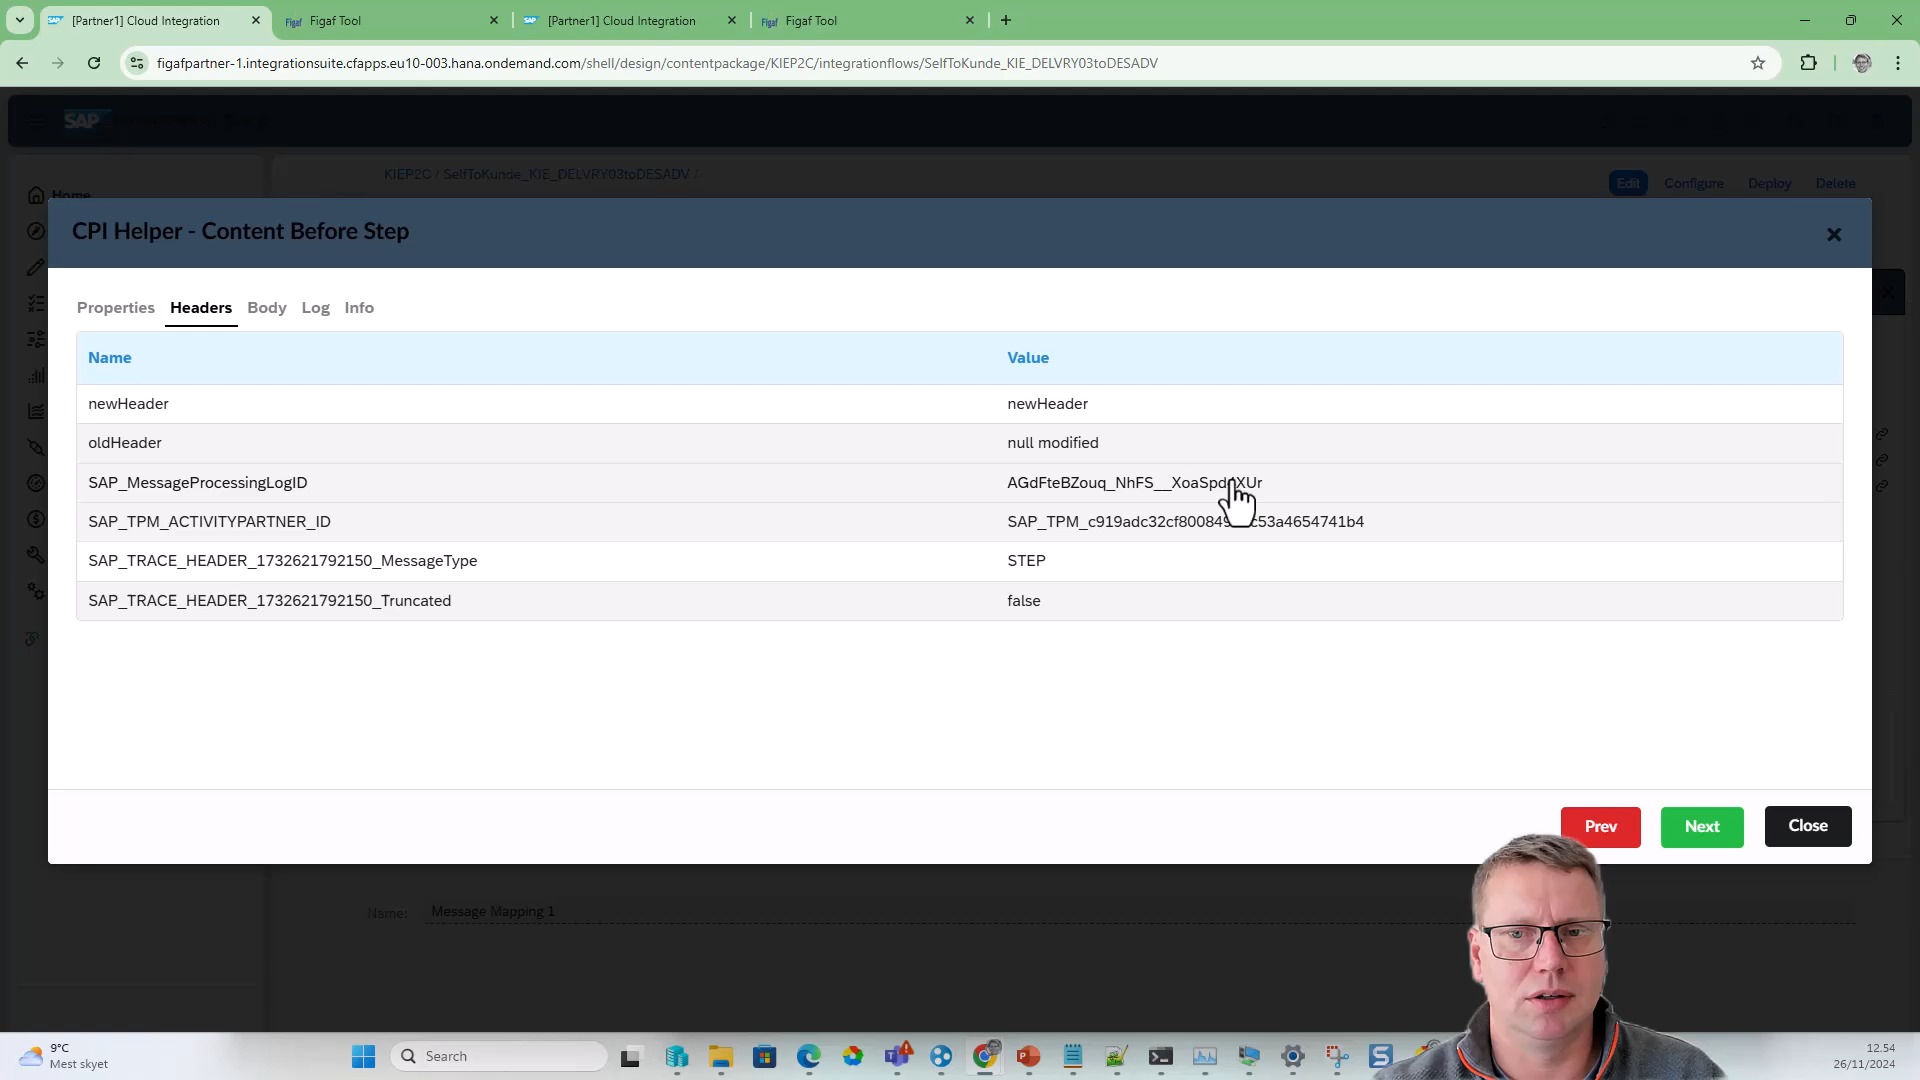 [Partner1] Cloud Integration
Figaf Figaf Tool
[Partner1] Cloud Integration
Figaf Figaf Tool
figafpartner-1.integrationsuite.cfapps.eu10-003.hana.ondemand.com/shell/design/contentpackage/KIEP2C/integrationflows/SelfToKunde_KIE_DELVRY03toDESADV
SAP
Home
KIEP2C / SelfToKunde_KIE_DELVRY03toDESADV /
Edit Configure Deploy Delete
CPI Helper - Content Before Step
Properties Headers Body Log Info
Name Value
newHeader newHeader
oldHeader null modified
SAP_MessageProcessingLogID
SAP_TPM_ACTIVITYPARTNER_ID
SAP_TRACE_HEADER_1732621792150_MessageType STEP
SAP_TRACE_HEADER_1732621792150_Truncated false
Prev Next Close
Name: Message Mapping 1
9°C
Mest skyet
Search
12.54
26/11/2024